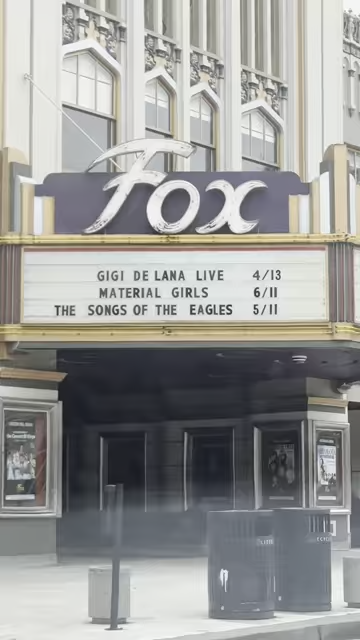 Fox
GIGI DE LANA LIVE 4/13
MATERIAL GIRLS 6/11
THE SONGS OF THE EAGLES 5/11